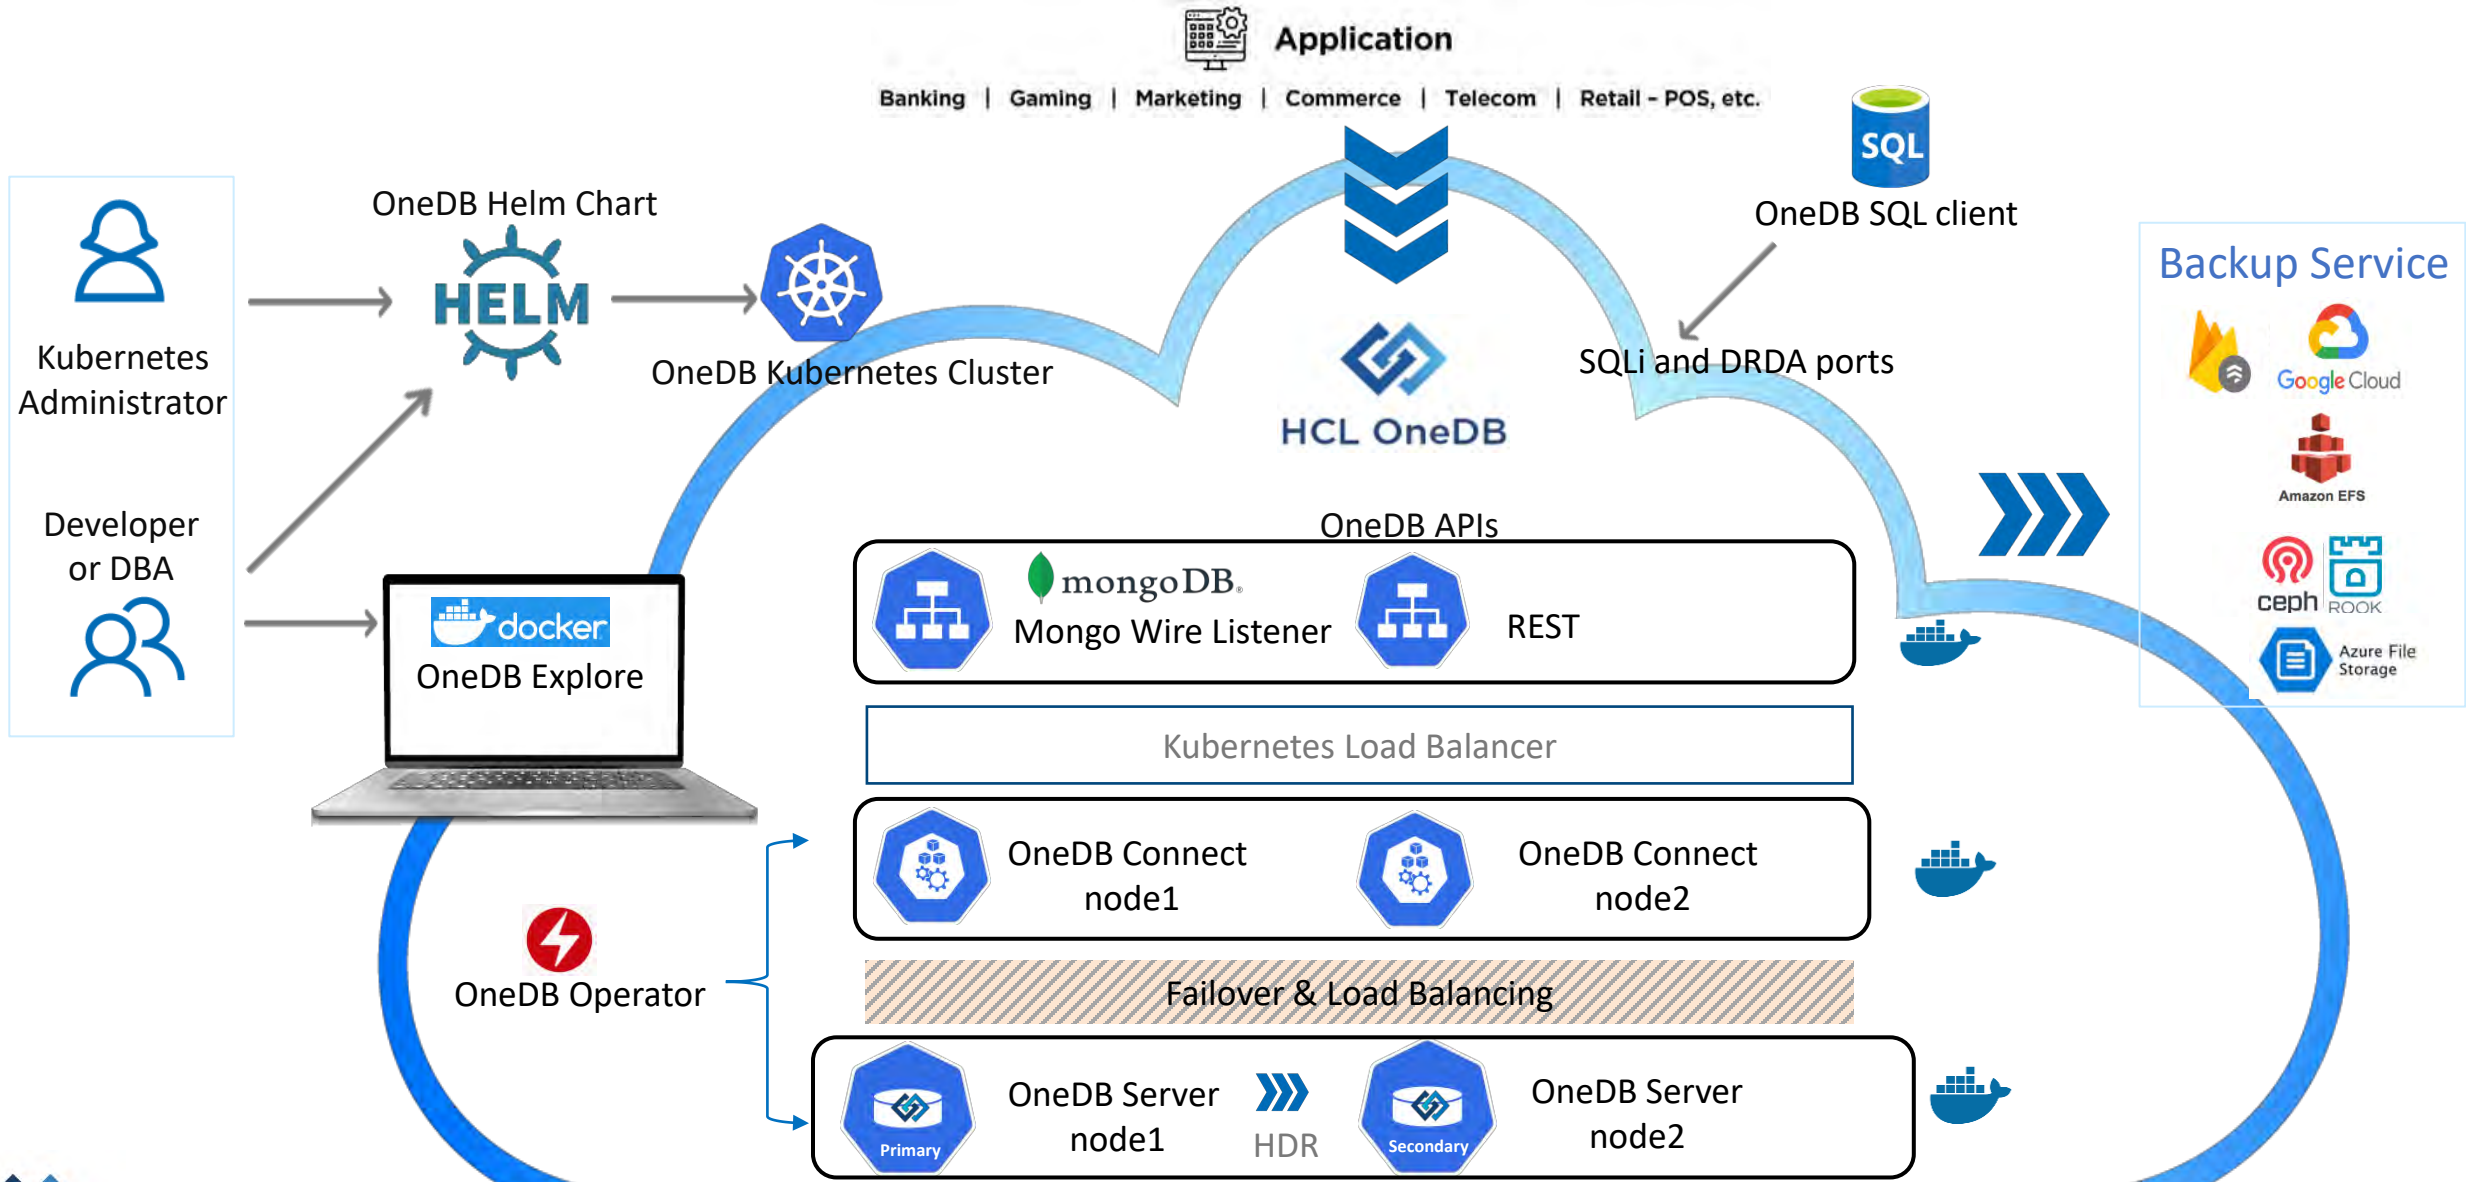 Application
Banking | Gaming | Marketing | Commerce | Telecom | Retail – POS, etc.
SQL
OneDB SQL client
OneDB Helm Chart
HELM
Kubernetes
Administrator
OneDB Kubernetes Cluster
SQLi and DRDA ports
HCL OneDB
Backup Service
Google Cloud
Amazon EFS
ceph
ROOK
Azure File
Storage
Developer
or DBA
docker
OneDB Explore
OneDB APIs
mongoDB®
Mongo Wire Listener
REST
Kubernetes Load Balancer
OneDB Connect
node1
OneDB Connect
node2
OneDB Operator
Failover & Load Balancing
Primary
OneDB Server
node1
HDR
Secondary
OneDB Server
node2